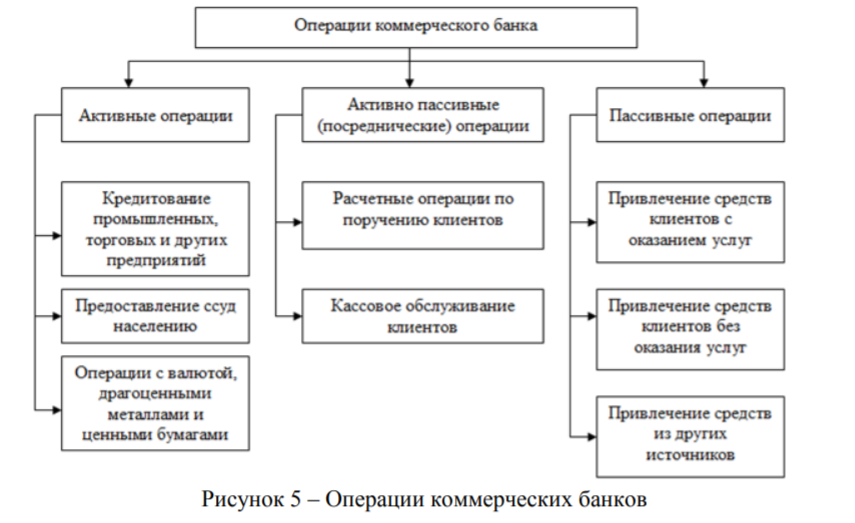 Операции коммерческого банка
Активные операции
Активно пассивные
(посреднические) операции
Пассивные операции
Кредитование
промышленных,
торговых и других
предприятий
Расчетные операции по
поручению клиентов
Привлечение средств
клиентов с
оказанием услуг
Предоставление ссуд
населению
Кассовое обслуживание
клиентов
Привлечение средств
клиентов без
оказания услуг
Операции с валютой,
драгоценными
металлами и
ценными бумагами
Привлечение средств
из других
источников
Рисунок 5 – Операции коммерческих банков